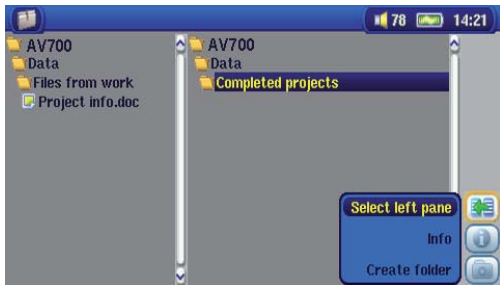 78 14:21
AV700
Data
Files from work
Project info.doc
AV700
Data
Completed projects
Select left pane
Info
Create folder